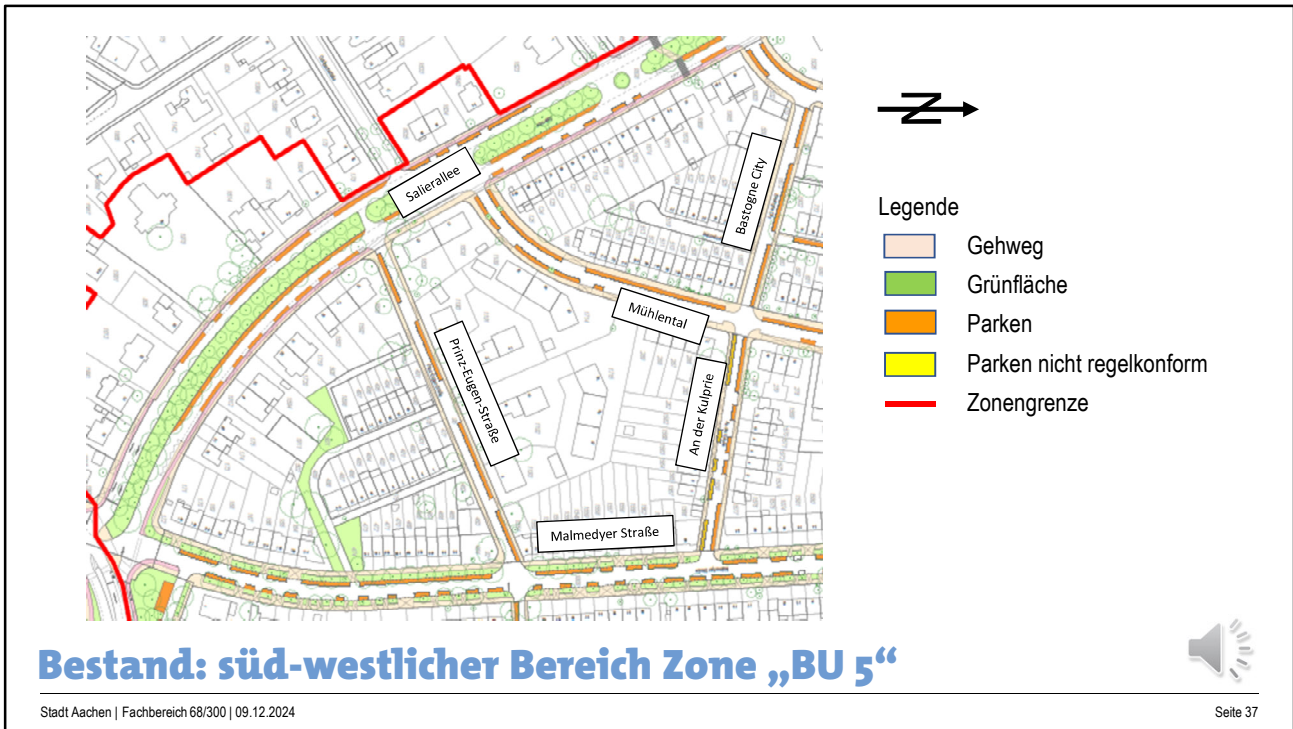 Salierallee
Bastogne City
Mühlental
Prinz-Eugen-Straße
An der Kulprie
Malmedyer Straße
N
Legende
Gehweg
Grünfläche
Parken
Parken nicht regelkonform
Zonengrenze
Bestand: süd-westlicher Bereich Zone „BU 5“
Stadt Aachen | Fachbereich 68/300 | 09.12.2024
Seite 37